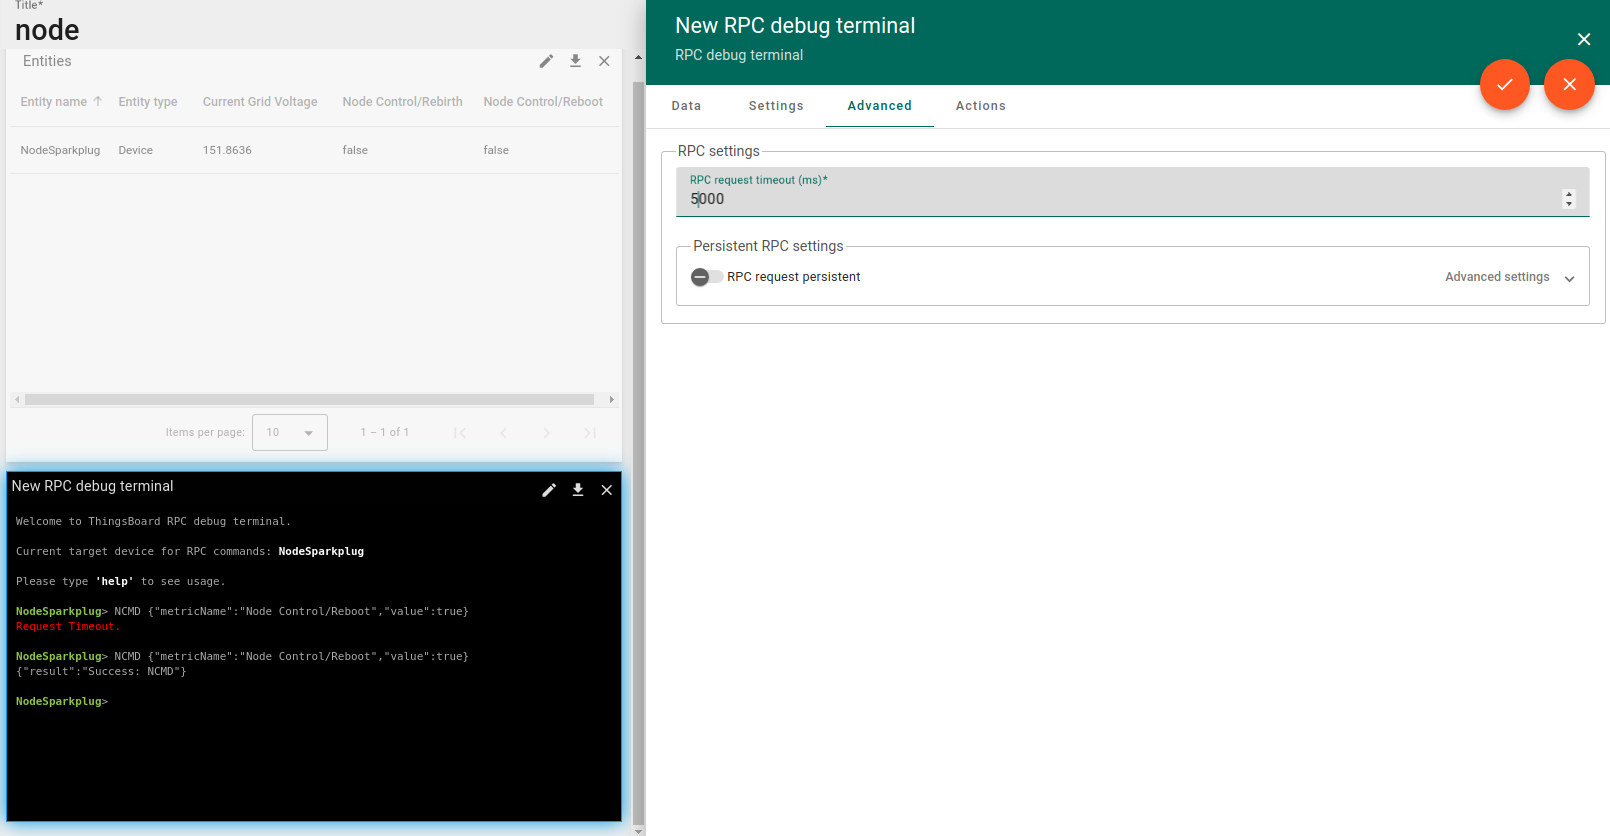 Title*
node
Entities
Entity name Entity type Current Grid Voltage Node Control/Rebirth Node Control/Reboot
NodeSparkplug Device 151.8636 false false
Items per page: 10 1 – 1 of 1
New RPC debug terminal
Welcome to ThingsBoard RPC debug terminal.
Current target device for RPC commands: NodeSparkplug
Please type 'help' to see usage.
NodeSparkplug> NCMD {"metricName":"Node Control/Reboot","value":true}
Request Timeout.
NodeSparkplug> NCMD {"metricName":"Node Control/Reboot","value":true}
{"result":"Success: NCMD"}
NodeSparkplug>
New RPC debug terminal
RPC debug terminal
Data Settings Advanced Actions
RPC settings
RPC request timeout (ms)*
5000
Persistent RPC settings
RPC request persistent Advanced settings